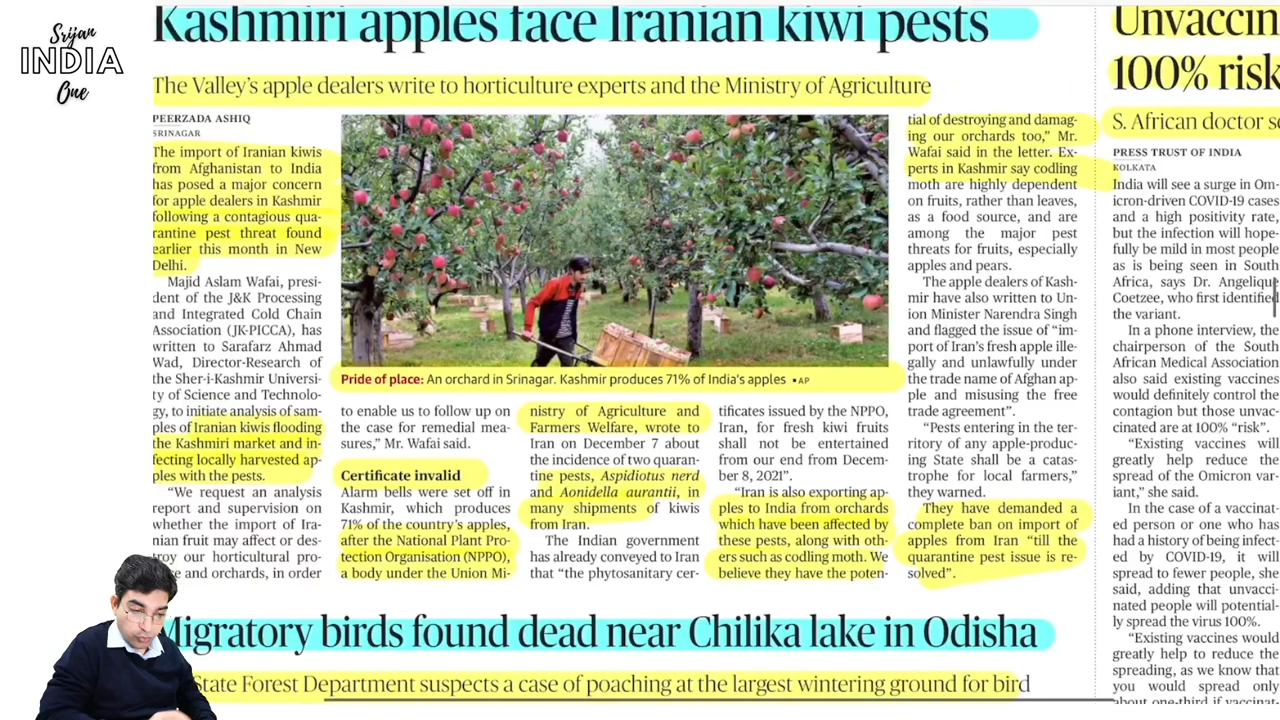 Srijan
INDIA
One
Kashmiri apples face Iranian kiwi pests
The Valley's apple dealers write to horticulture experts and the Ministry of Agriculture
PEERZADA ASHIQ
SRINAGAR
The import of Iranian kiwis
from Afghanistan to India
has posed a major concern
for apple dealers in Kashmir
following a contagious qua-
rantine pest threat found
earlier this month in New
Delhi.
Majid Aslam Wafai, presi-
dent of the J&K Processing
and Integrated Cold Chain
Association (JK-PICCA), has
written to Sarafarz Ahmad
Wad, Director-Research of
the Sher-i-Kashmir Universi-
ty of Science and Technolo-
gy, to initiate analysis of sam-
ples of Iranian kiwis flooding
the Kashmiri market and in-
fecting locally harvested ap-
ples with the pests.
"We request an analysis
report and supervision on
whether the import of Ira-
nian fruit may affect or des-
troy our horticultural pro-
and orchards, in order
Pride of place: An orchard in Srinagar. Kashmir produces 71% of India's apples ▪AP
to enable us to follow up on
the case for remedial mea-
sures," Mr. Wafai said.
Certificate invalid
Alarm bells were set off in
Kashmir, which produces
71% of the country's apples,
after the National Plant Pro-
tection Organisation (NPPO),
a body under the Union Mi-
nistry of Agriculture and
Farmers Welfare, wrote to
Iran on December 7 about
the incidence of two quaran-
tine pests, Aspidiotus nerd
and Aonidella aurantii, in
many shipments of kiwis
from Iran.
The Indian government
has already conveyed to Iran
that "the phytosanitary cer-
tificates issued by the NPPO,
Iran, for fresh kiwi fruits
shall not be entertained
from our end from Decem-
ber 8, 2021".
"Iran is also exporting ap-
ples to India from orchards
which have been affected by
these pests, along with oth-
ers such as codling moth. We
believe they have the poten-
tial of destroying and damag-
ing our orchards too," Mr.
Wafai said in the letter. Ex-
perts in Kashmir say codling
moth are highly dependent
on fruits, rather than leaves,
as a food source, and are
among the major pest
threats for fruits, especially
apples and pears.
The apple dealers of Kash-
mir have also written to Un-
ion Minister Narendra Singh
and flagged the issue of "im-
port of Iran's fresh apple ille-
gally and unlawfully under
the trade name of Afghan ap-
ple and misusing the free
trade agreement".
"Pests entering in the ter-
ritory of any apple-produc-
ing State shall be a catas-
trophe for local farmers,"
they warned.
They have demanded a
complete ban on import of
apples from Iran "till the
quarantine pest issue is re-
solved".
Unvaccin
100% risk
S. African doctor s
PRESS TRUST OF INDIA
KOLKATA
India will see a surge in Om-
icron-driven COVID-19 cases
and a high positivity rate,
but the infection will hope-
fully be mild in most people
as is being seen in South
Africa, says Dr. Angelique
Coetzee, who first identified
the variant.
In a phone interview, the
chairperson of the South
African Medical Association
also said existing vaccines
would definitely control the
contagion but those unvac-
cinated are at 100% "risk".
"Existing vaccines will
greatly help reduce the
spread of the Omicron var-
iant," she said.
In the case of a vaccinat-
ed person or one who has
had a history of being infect-
ed by COVID-19, it will
spread to fewer people, she
said, adding that unvacci-
nated people will potential-
ly spread the virus 100%.
"Existing vaccines would
greatly help to reduce the
spreading, as we know that
you would spread only
about one-third if vaccinat-
Migratory birds found dead near Chilika lake in Odisha
State Forest Department suspects a case of poaching at the largest wintering ground for bird